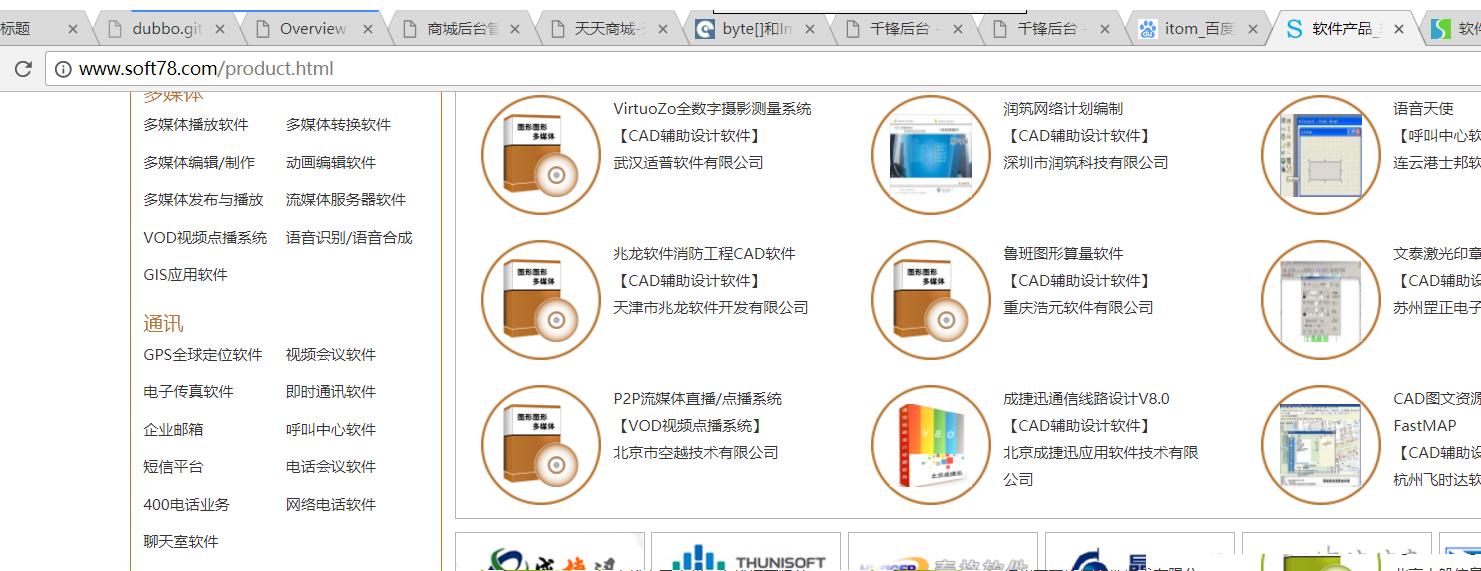 标题
dubbo.git
Overview
商城后台管
天天商城-
byte[]和In
千锋后台 -
千锋后台 -
itom_百度
软件产品_
软件
www.soft78.com/product.html
多媒体
多媒体播放软件 多媒体转换软件
多媒体编辑/制作 动画编辑软件
多媒体发布与播放 流媒体服务器软件
VOD视频点播系统 语音识别/语音合成
GIS应用软件
通讯
GPS全球定位软件 视频会议软件
电子传真软件 即时通讯软件
企业邮箱 呼叫中心软件
短信平台 电话会议软件
400电话业务 网络电话软件
聊天室软件
图形图形
多媒体
VirtuoZo全数字摄影测量系统
【CAD辅助设计软件】
武汉适普软件有限公司
润筑网络计划编制
【CAD辅助设计软件】
深圳市润筑科技有限公司
语音天使
【呼叫中心软
连云港士邦软
图形图形
多媒体
兆龙软件消防工程CAD软件
【CAD辅助设计软件】
天津市兆龙软件开发有限公司
图形图形
多媒体
鲁班图形算量软件
【CAD辅助设计软件】
重庆浩元软件有限公司
文泰激光印章
【CAD辅助设
苏州罡正电子
图形图形
多媒体
P2P流媒体直播/点播系统
【VOD视频点播系统】
北京市空越技术有限公司
V8.0
成捷迅通信线路设计V8.0
【CAD辅助设计软件】
北京成捷迅应用软件技术有限
公司
CAD图文资源
FastMAP
【CAD辅助设
杭州飞时达软
成捷迅
THUNISOFT